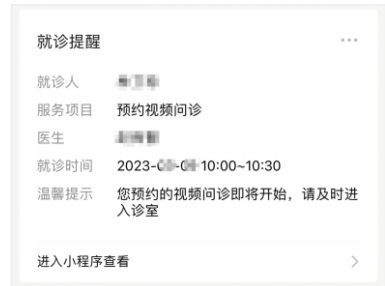 就诊提醒
就诊人
服务项目 预约视频问诊
医生
就诊时间 2023- - 10:00~10:30
温馨提示 您预约的视频问诊即将开始，请及时进
入诊室
进入小程序查看